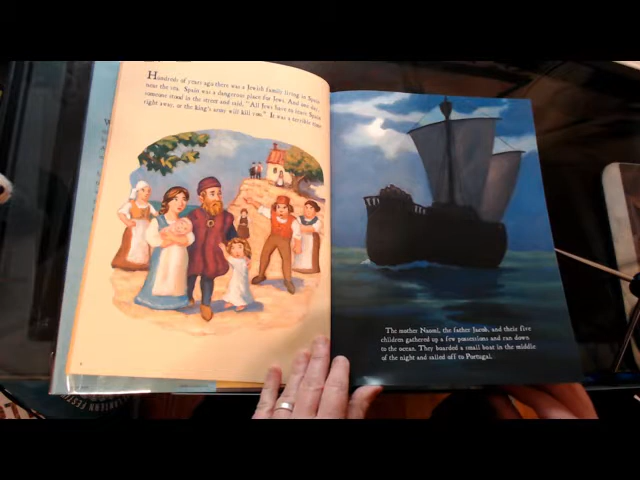 Hundreds of years ago there was a Jewish family living in Spain
near the sea. Spain was a dangerous place for Jews. And one day,
someone stood in the street and said, "All Jews have to leave Spain
right away, or the king's army will kill you." It was a terrible time
The mother Naomi, the father Jacob, and their five
children gathered up a few possessions and ran down
to the ocean. They boarded a small boat in the middle
of the night and sailed off to Portugal.
LANTERN FEST